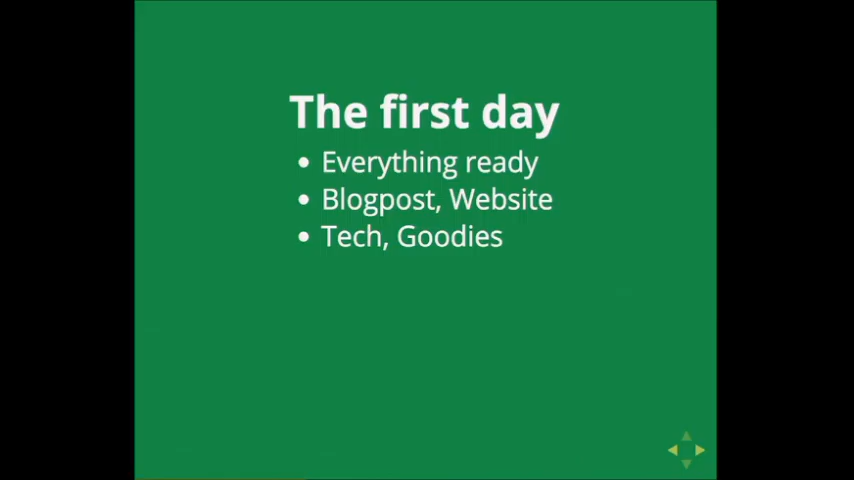 The first day
• Everything ready
• Blogpost, Website
• Tech, Goodies